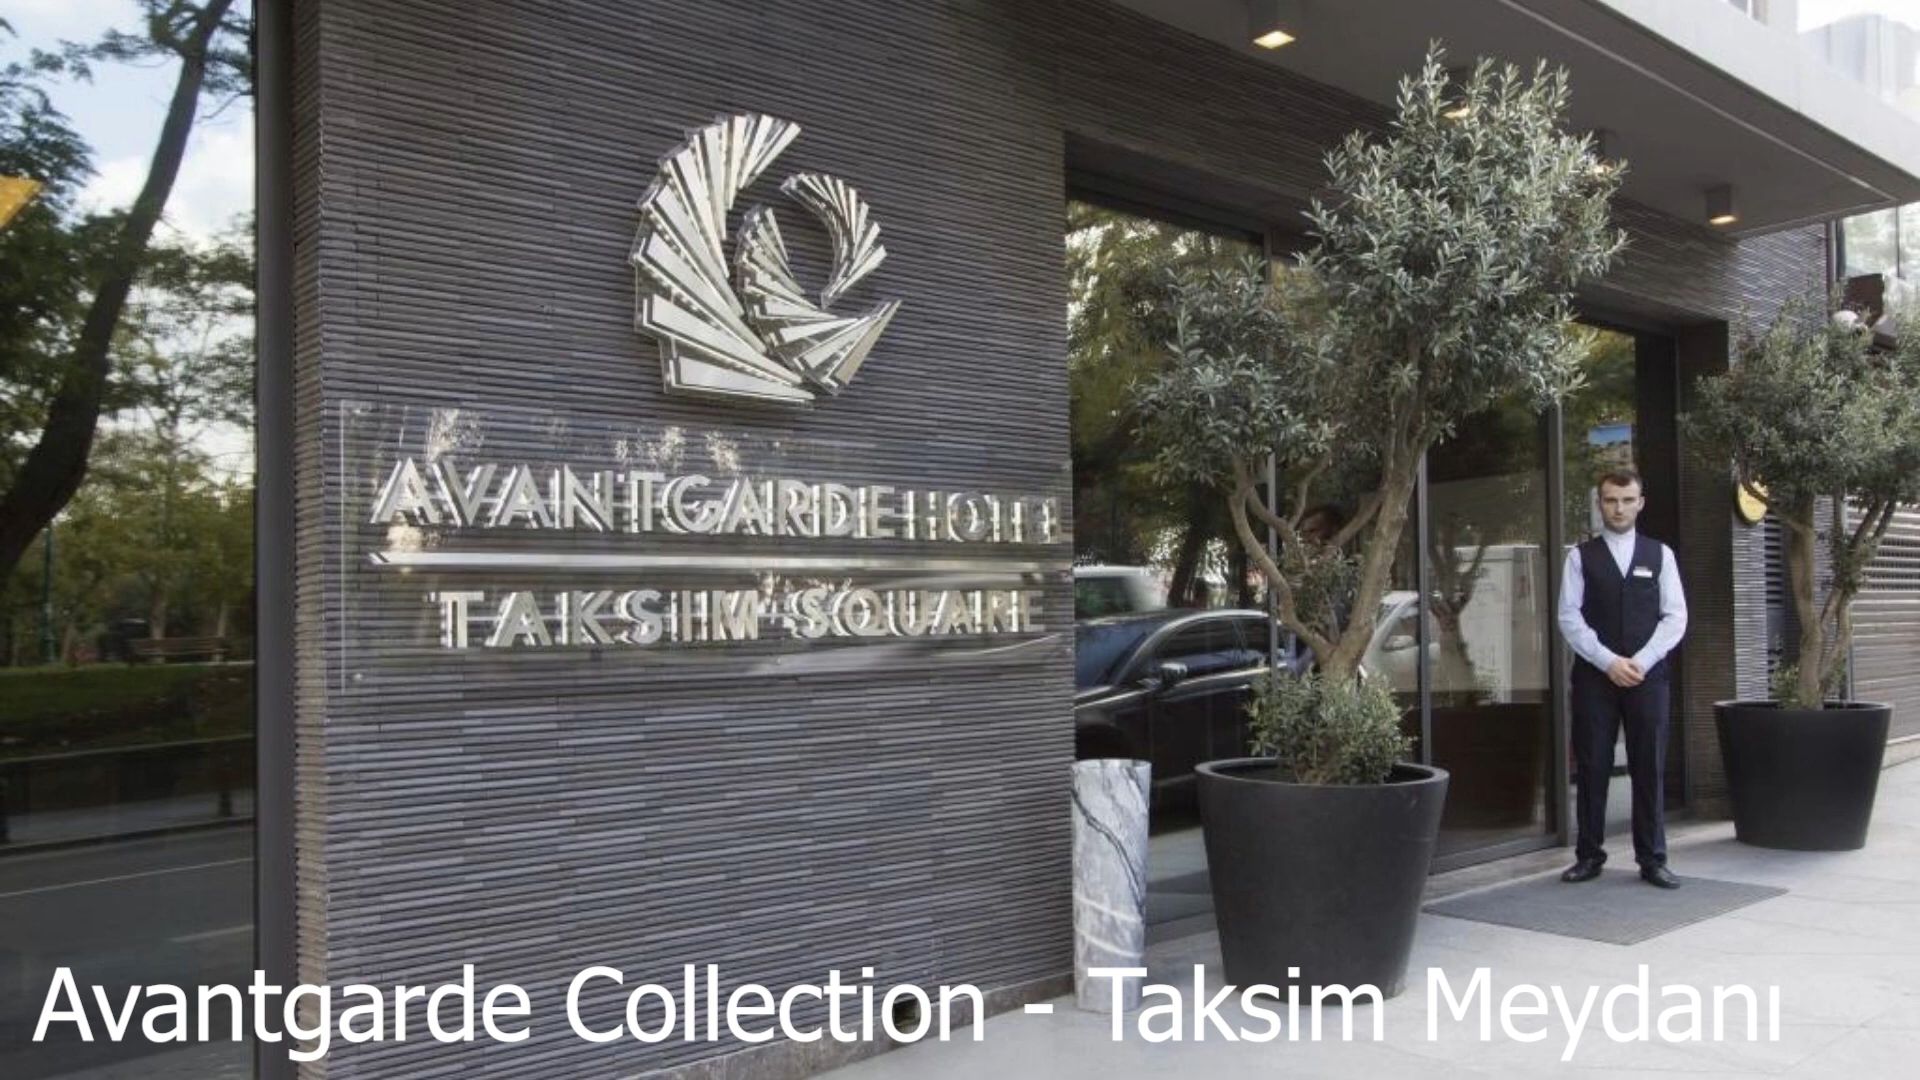 AVANTGARDE HOTEL
TAKSIM SQUARE
Avantgarde Collection - Taksim Meydanı